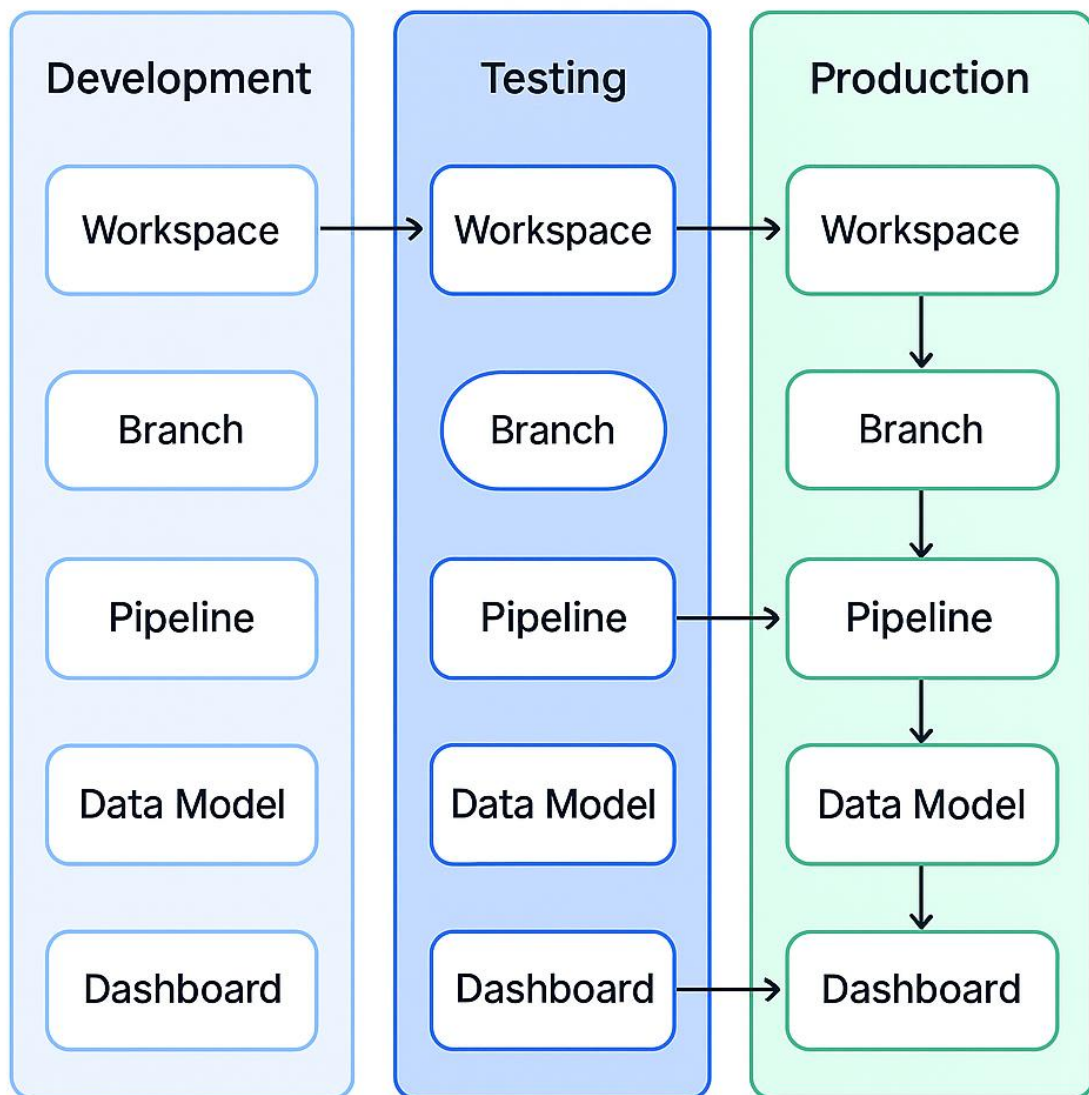 Development
Workspace
Branch
Pipeline
Data Model
Dashboard
Testing
Workspace
Branch
Pipeline
Data Model
Dashboard
Production
Workspace
Branch
Pipeline
Data Model
Dashboard